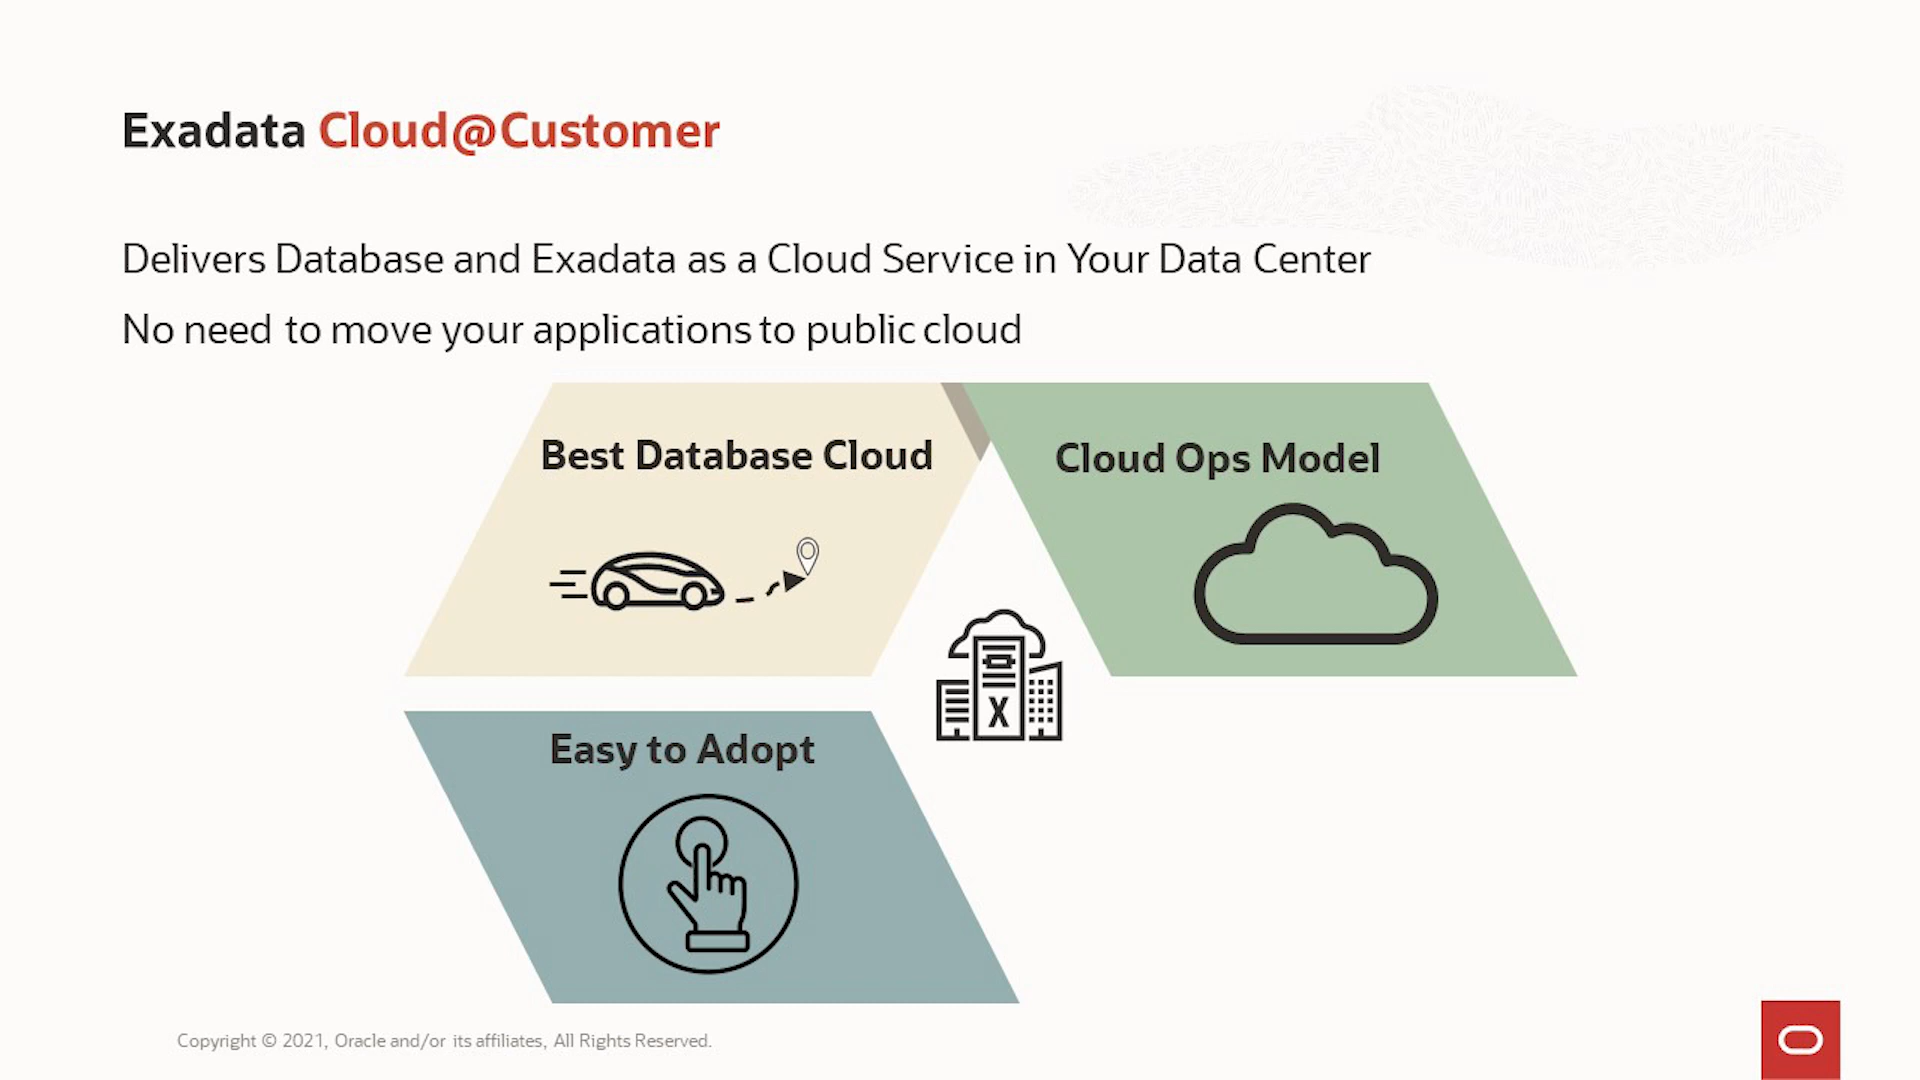 Exadata Cloud@Customer
Delivers Database and Exadata as a Cloud Service in Your Data Center
No need to move your applications to public cloud
Best Database Cloud
Cloud Ops Model
X
Easy to Adopt
Copyright © 2021, Oracle and/or its affiliates, All Rights Reserved.